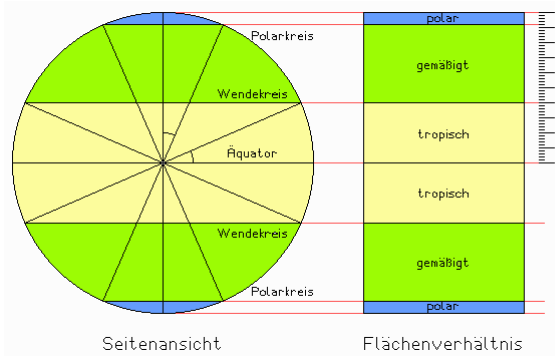 polar
Polarkreis
gemäßigt
Wendekreis
tropisch
Äquator
tropisch
Wendekreis
gemäßigt
Polarkreis
polar
Seitenansicht
Flächenverhältnis